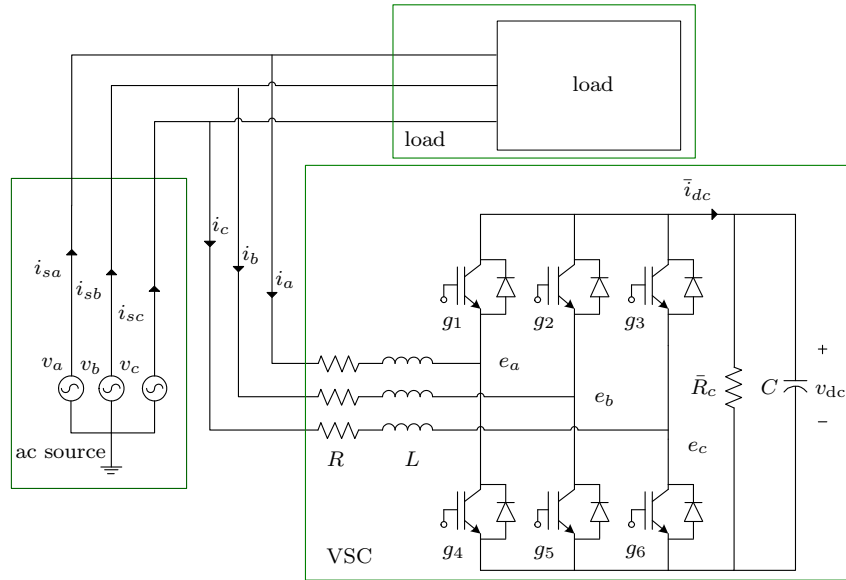 load
load
ī_dc
i_c
i_b
i_a
i_sa
i_sb
i_sc
g1
g2
g3
v_a
v_b
v_c
e_a
e_b
e_c
R̄_c
C
+
v_dc
−
R
L
ac source
g4
g5
g6
VSC